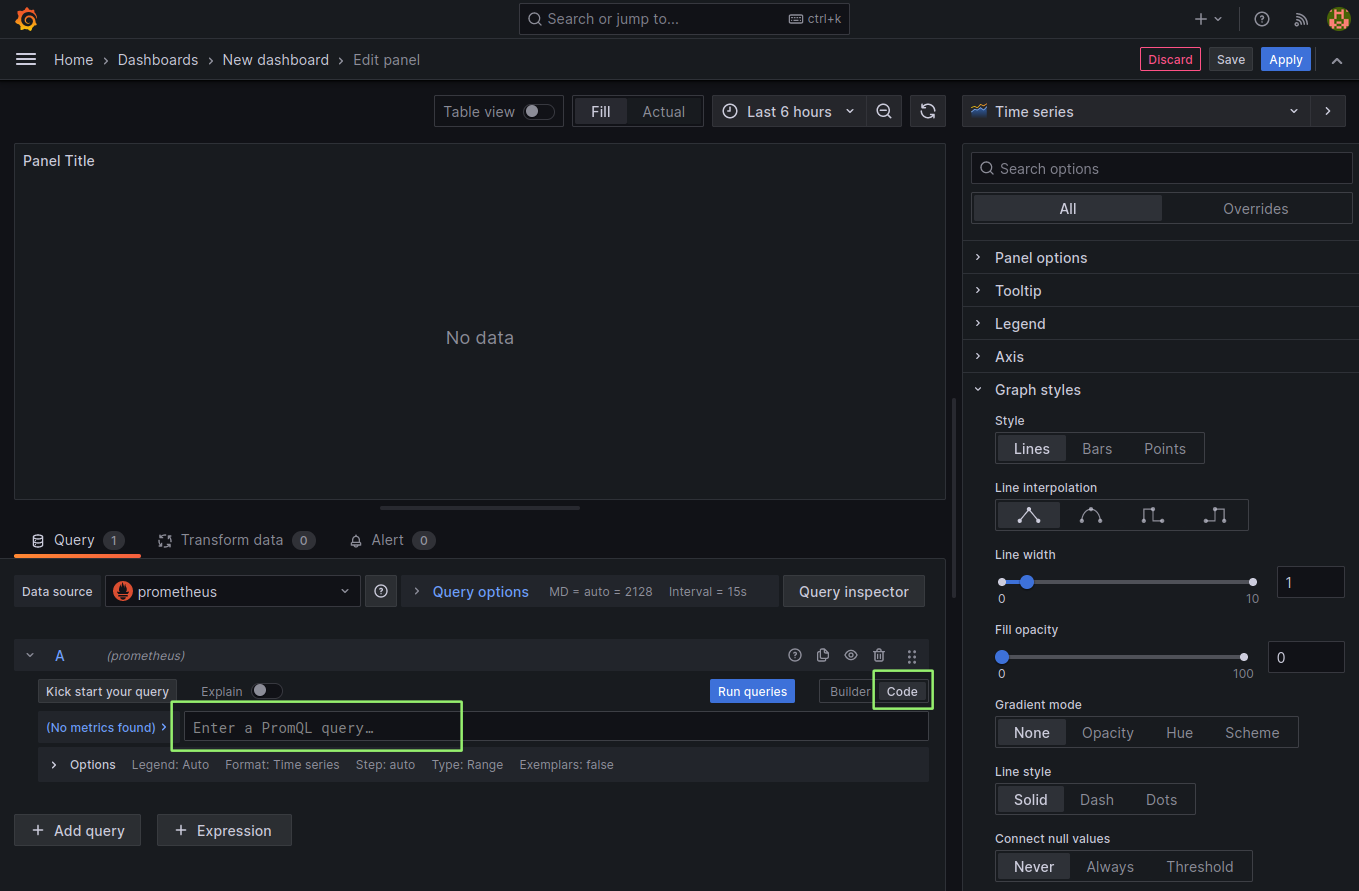 Search or jump to... ctrl+k
Home › Dashboards › New dashboard › Edit panel Discard Save Apply
Table view Fill Actual Last 6 hours Time series
Panel Title
No data
Search options
All Overrides
Panel options
Tooltip
Legend
Axis
Graph styles
Style
Lines Bars Points
Line interpolation
Line width
1
0 10
Fill opacity
0
0 100
Gradient mode
None Opacity Hue Scheme
Line style
Solid Dash Dots
Connect null values
Never Always Threshold
Query 1 Transform data 0 Alert 0
Data source prometheus Query options MD = auto = 2128 Interval = 15s Query inspector
A (prometheus)
Kick start your query Explain Run queries Builder Code
(No metrics found) › Enter a PromQL query…
Options Legend: Auto Format: Time series Step: auto Type: Range Exemplars: false
+ Add query + Expression